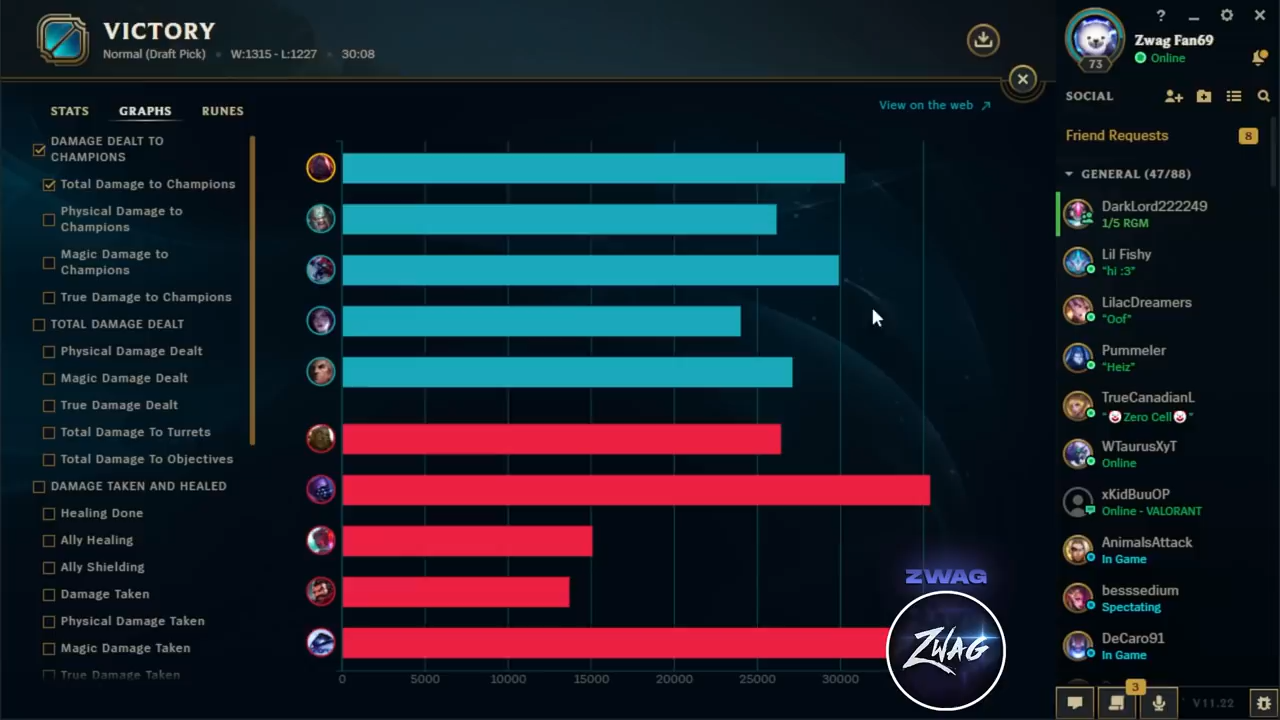 VICTORY
Normal (Draft Pick) • W:1315 - L:1227 • 30:08
STATS GRAPHS RUNES
View on the web
DAMAGE DEALT TO
CHAMPIONS
Total Damage to Champions
Physical Damage to
Champions
Magic Damage to
Champions
True Damage to Champions
TOTAL DAMAGE DEALT
Physical Damage Dealt
Magic Damage Dealt
True Damage Dealt
Total Damage To Turrets
Total Damage To Objectives
DAMAGE TAKEN AND HEALED
Healing Done
Ally Healing
Ally Shielding
Damage Taken
Physical Damage Taken
Magic Damage Taken
True Damage Taken
0 5000 10000 15000 20000 25000 30000
ZWAG
ZWAG
?
73
Zwag Fan69
Online
SOCIAL
Friend Requests 8
GENERAL (47/88)
DarkLord222249
1/5 RGM
Lil Fishy
"hi :3"
LilacDreamers
"Oof"
Pummeler
"Heiz"
TrueCanadianL
"🤡Zero Cell🤡"
WTaurusXyT
Online
xKidBuuOP
Online - VALORANT
AnimalsAttack
In Game
besssedium
Spectating
DeCaro91
In Game
3
V11.22